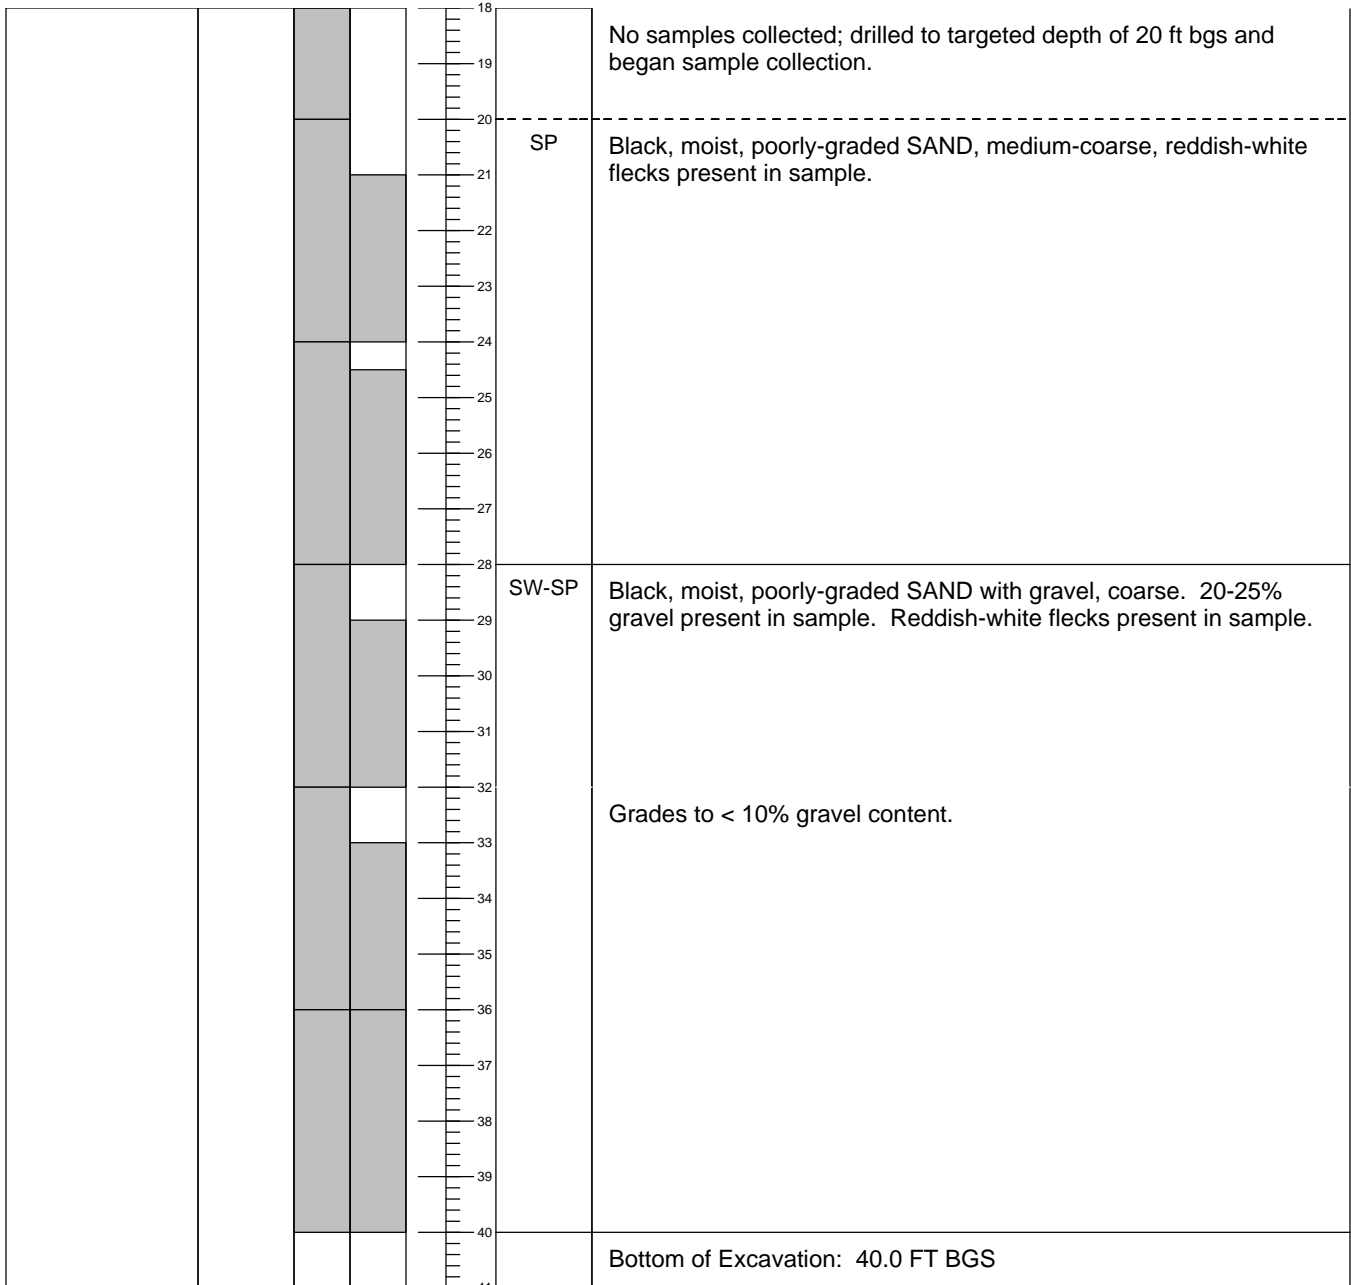 18
No samples collected; drilled to targeted depth of 20 ft bgs and
began sample collection.
19
20
SP
Black, moist, poorly-graded SAND, medium-coarse, reddish-white
flecks present in sample.
21
22
23
24
25
26
27
28
SW-SP
Black, moist, poorly-graded SAND with gravel, coarse.  20-25%
gravel present in sample.  Reddish-white flecks present in sample.
29
30
31
32
Grades to < 10% gravel content.
33
34
35
36
37
38
39
40
Bottom of Excavation:  40.0 FT BGS